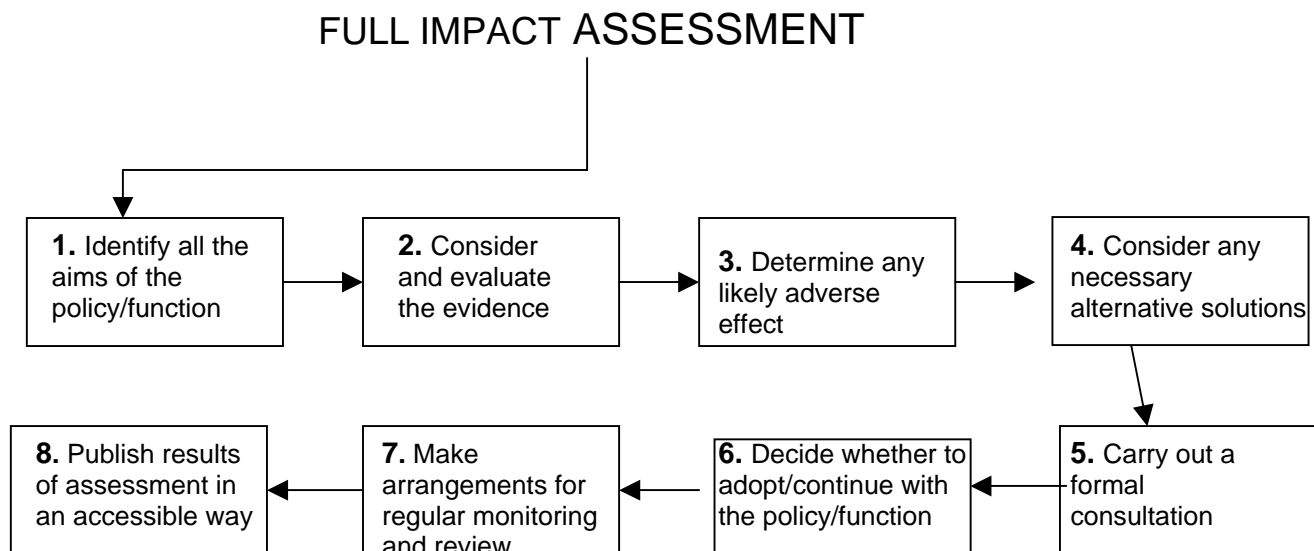 FULL IMPACT ASSESSMENT
1. Identify all the
aims of the
policy/function
2. Consider
and evaluate
the evidence
3. Determine any
likely adverse
effect
4. Consider any
necessary
alternative solutions
5. Carry out a
formal
consultation
6. Decide whether to
adopt/continue with
the policy/function
7. Make
arrangements for
regular monitoring
and review
8. Publish results
of assessment in
an accessible way